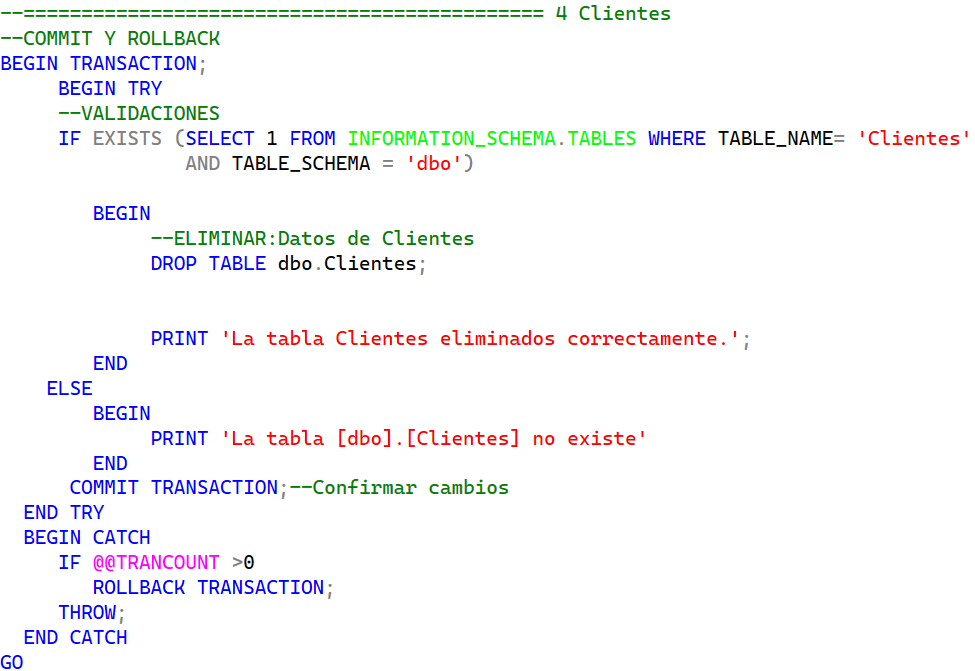 --============================================= 4 Clientes
--COMMIT Y ROLLBACK
BEGIN TRANSACTION;
BEGIN TRY
--VALIDACIONES
IF EXISTS (SELECT 1 FROM INFORMATION_SCHEMA.TABLES WHERE TABLE_NAME= 'Clientes'
AND TABLE_SCHEMA = 'dbo')
BEGIN
--ELIMINAR:Datos de Clientes
DROP TABLE dbo.Clientes;
PRINT 'La tabla Clientes eliminados correctamente.';
END
ELSE
BEGIN
PRINT 'La tabla [dbo].[Clientes] no existe'
END
COMMIT TRANSACTION;--Confirmar cambios
END TRY
BEGIN CATCH
IF @@TRANCOUNT >0
ROLLBACK TRANSACTION;
THROW;
END CATCH
GO